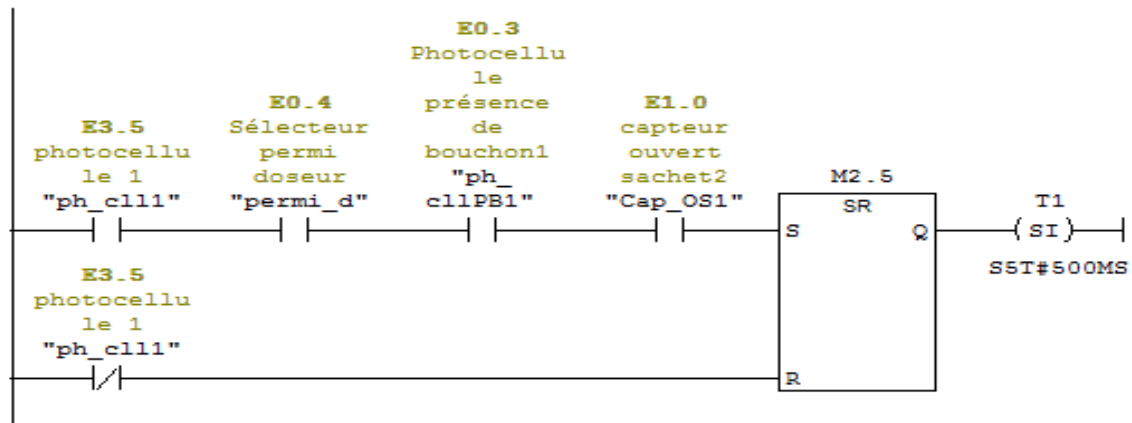 E0.3
Photocellu
le
présence
de
bouchon1
"ph_
cllPB1"
E3.5
photocellu
le 1
"ph_cll1"
E0.4
Sélecteur
permi
doseur
"permi_d"
E1.0
capteur
ouvert
sachet2
"Cap_OS1"
M2.5
SR
S Q
T1
SI
S5T#500MS
E3.5
photocellu
le 1
"ph_cll1"
R